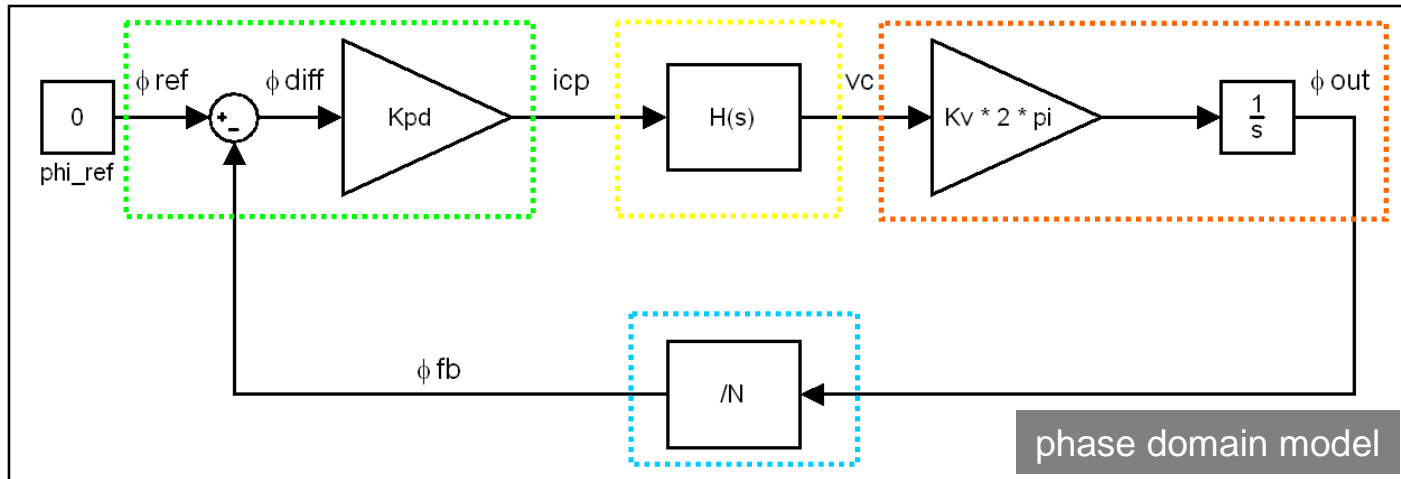 ϕ ref
ϕ diff
icp
vc
ϕ out
0
+
−
Kpd
H(s)
Kv * 2 * pi
1
s
phi_ref
ϕ fb
/N
phase domain model